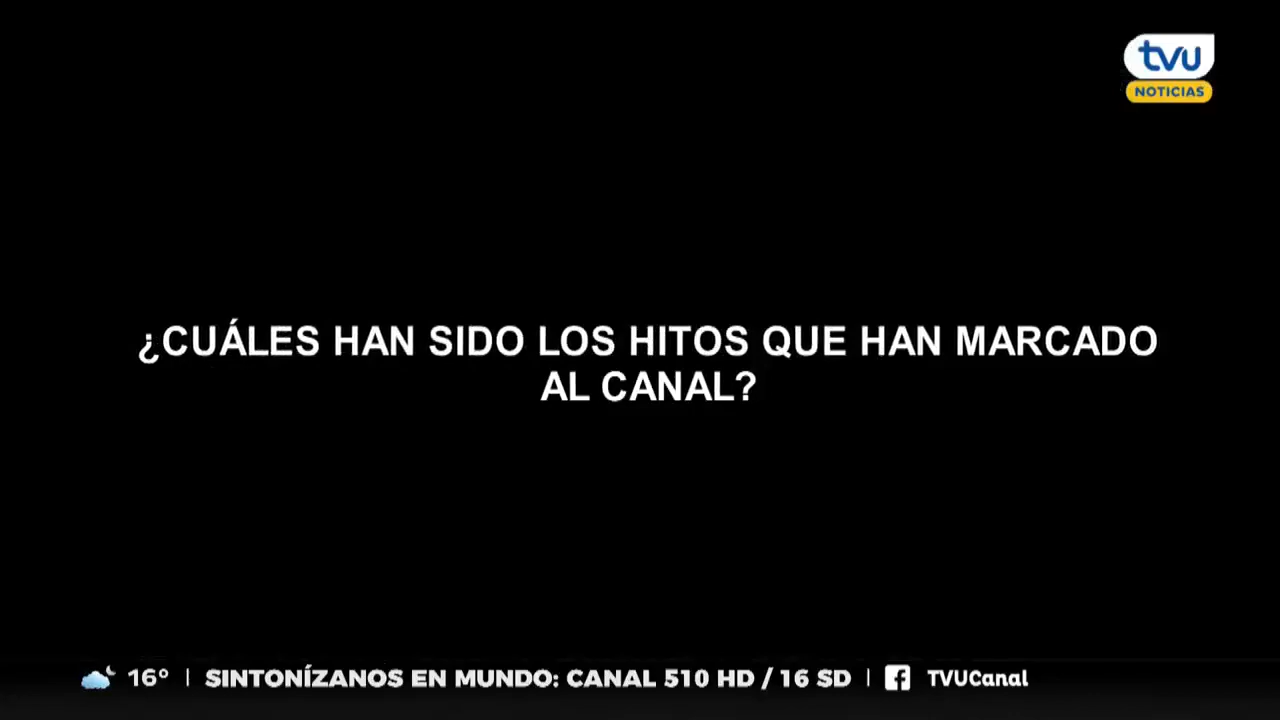 tvu
NOTICIAS
¿CUÁLES HAN SIDO LOS HITOS QUE HAN MARCADO
AL CANAL?
16° | SINTONÍZANOS EN MUNDO: CANAL 510 HD / 16 SD | TVUCanal